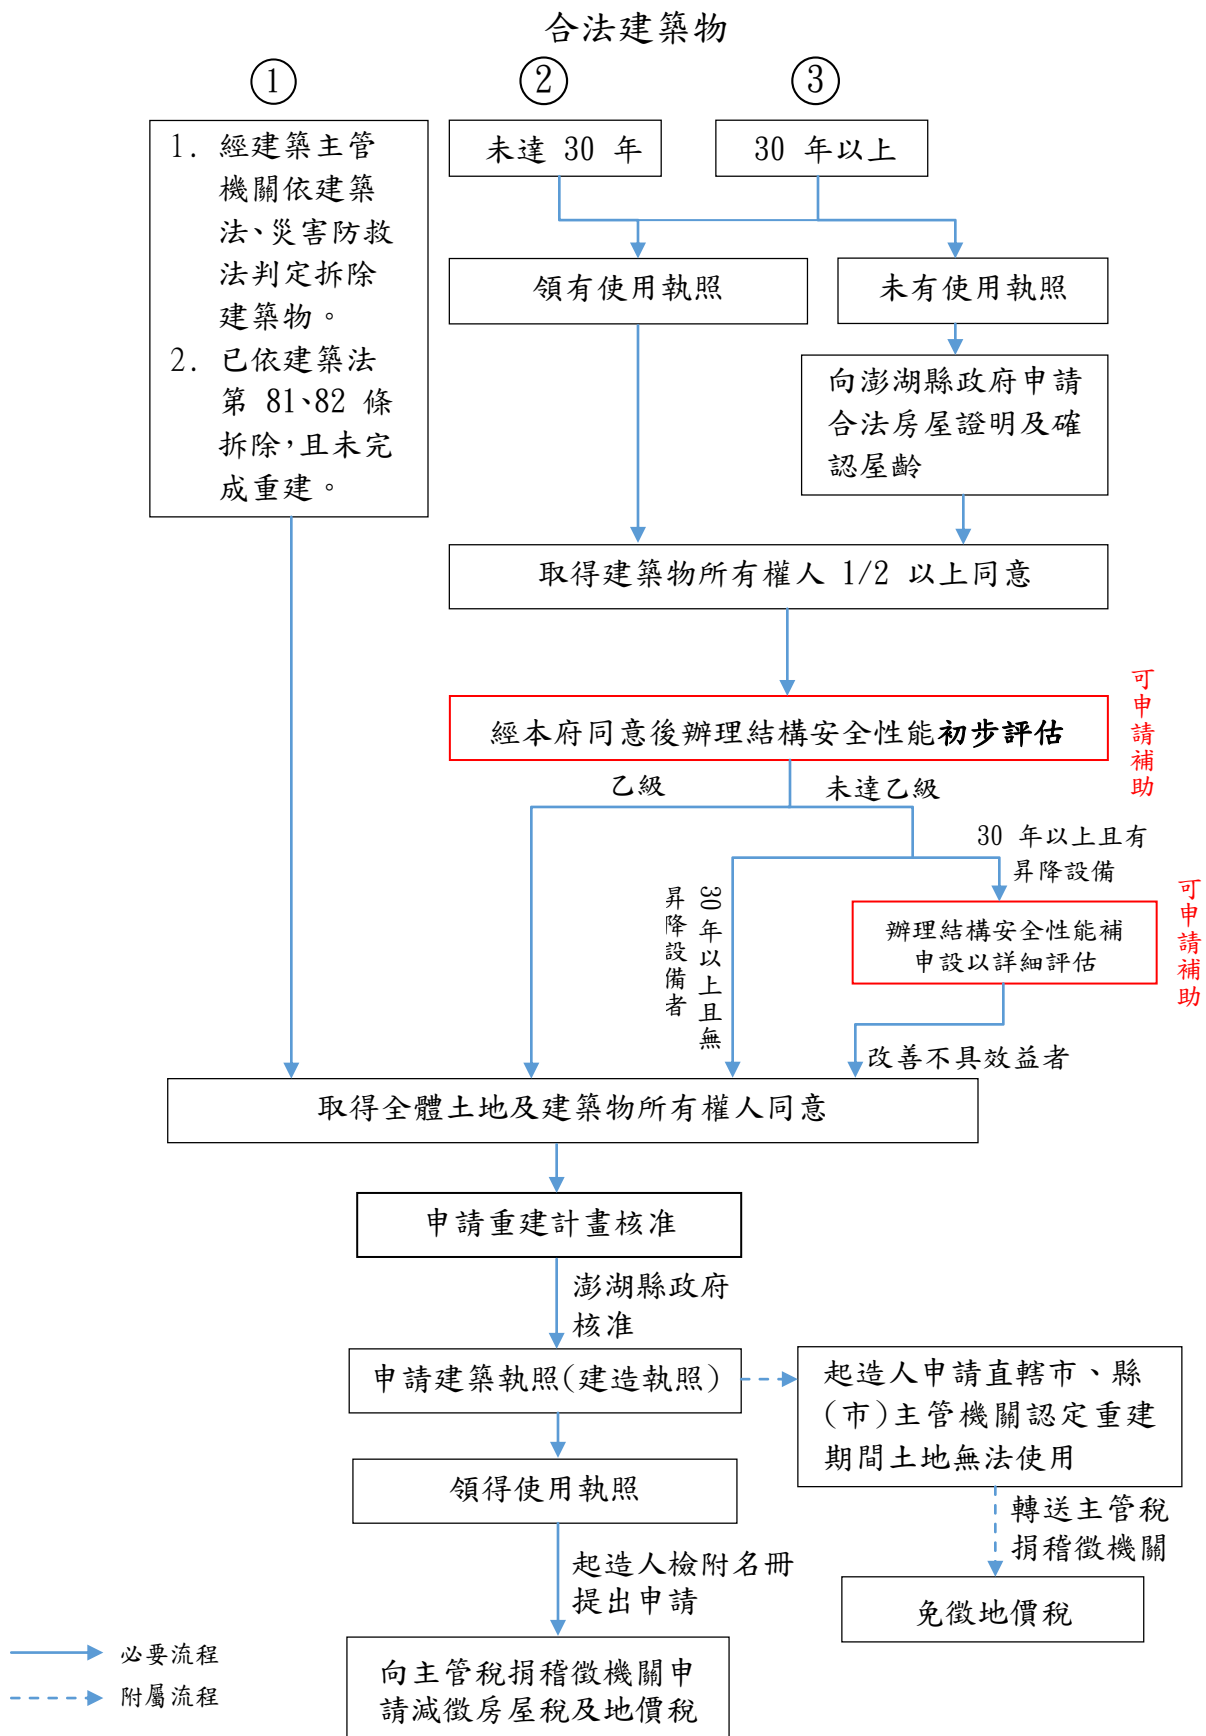 合法建築物
①
②
③
1. 經建築主管
機關依建築
法、災害防救
法判定拆除
建築物。
2. 已依建築法
第 81、82 條
拆除,且未完
成重建。
未達 30 年
30 年以上
領有使用執照
未有使用執照
向澎湖縣政府申請
合法房屋證明及確
認屋齡
取得建築物所有權人 1/2 以上同意
經本府同意後辦理結構安全性能初步評估
可申請補助
乙級
未達乙級
30 年以上且有
昇降設備
30年以上且無
昇降設備者
辦理結構安全性能補
申設以詳細評估
可申請補助
改善不具效益者
取得全體土地及建築物所有權人同意
申請重建計畫核准
澎湖縣政府
核准
申請建築執照(建造執照)
起造人申請直轄市、縣
(市)主管機關認定重建
期間土地無法使用
領得使用執照
轉送主管稅
捐稽徵機關
起造人檢附名冊
提出申請
免徵地價稅
向主管稅捐稽徵機關申
請減徵房屋稅及地價稅
必要流程
附屬流程